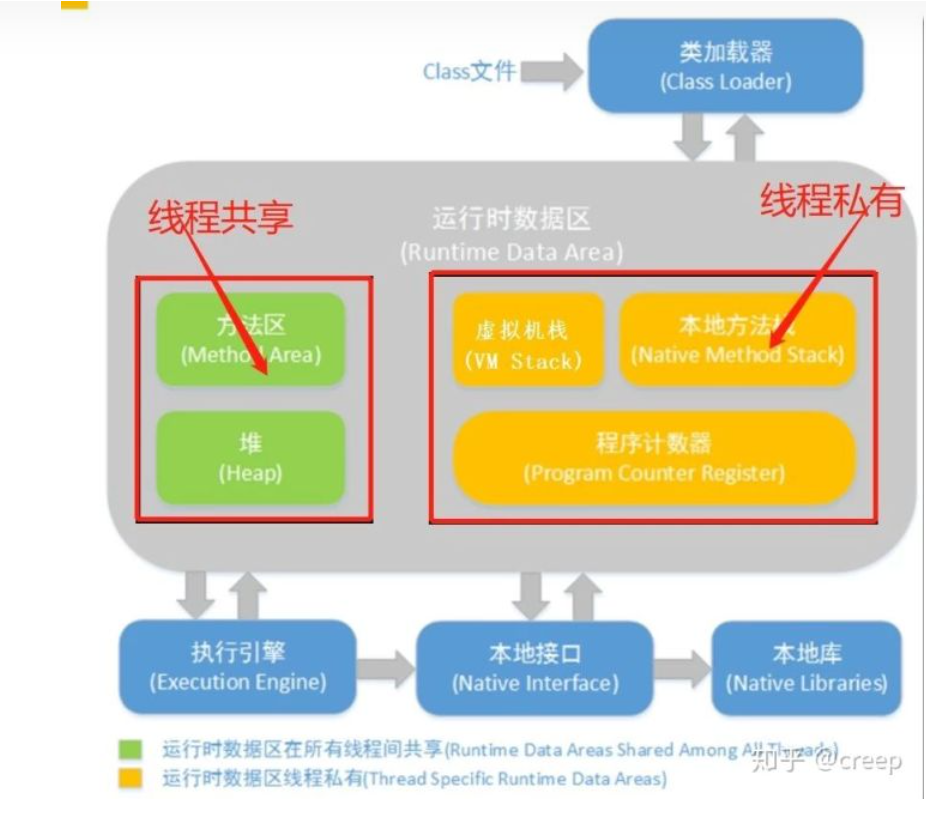 Class文件
类加载器
(Class Loader)
线程共享
线程私有
运行时数据区
(Runtime Data Area)
方法区
(Method Area)
虚拟机栈
(VM Stack)
本地方法栈
(Native Method Stack)
堆
(Heap)
程序计数器
(Program Counter Register)
执行引擎
(Execution Engine)
本地接口
(Native Interface)
本地库
(Native Libraries)
运行时数据区在所有线程间共享(Runtime Data Areas Shared Among All Threads)
知乎 @creep
运行时数据区线程私有(Thread Specific Runtime Data Areas)